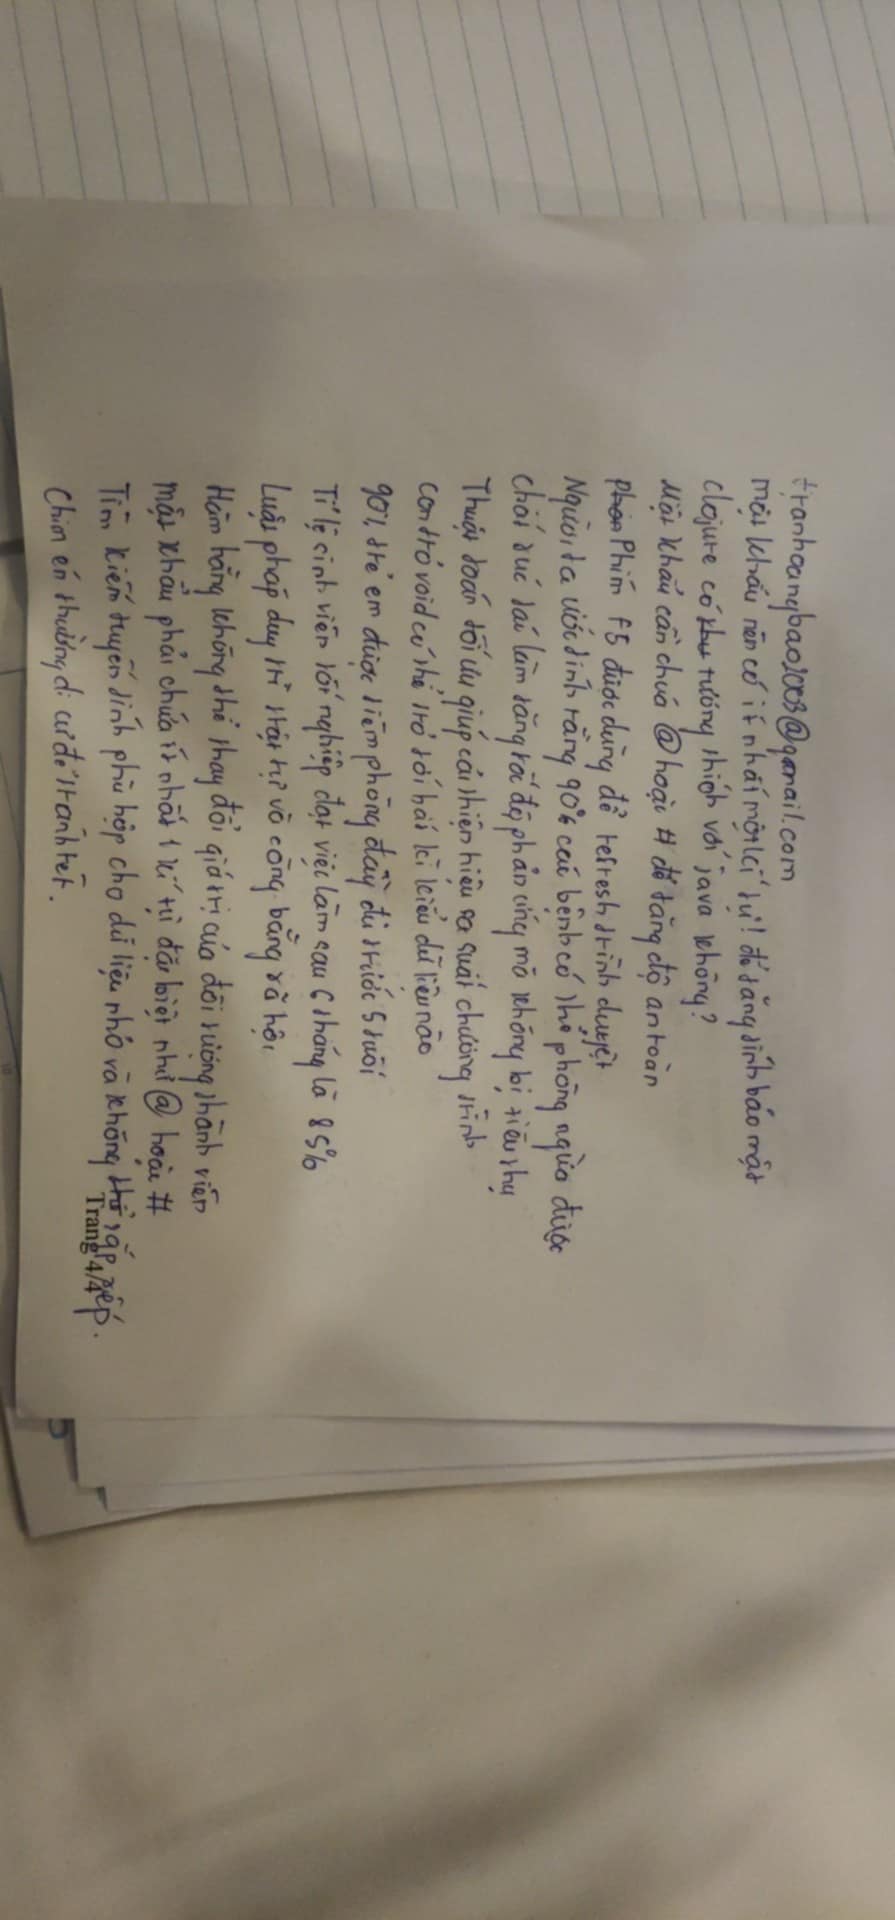 tranhoangbao2003@gmail.com
mật khẩu nên có ít nhất một kí tự ! để tăng tính bảo mật
clojure có tương thích với java không?
Mật khẩu cần chứa @ hoặc # để tăng độ an toàn
Phím F5 được dùng để refresh trình duyệt
Người ta ước tính rằng 90% các bệnh có thể phòng ngừa được
chất xúc tác làm tăng tốc độ phản ứng mà không bị tiêu thụ
Thuật toán tối ưu giúp cải thiện hiệu suất chương trình
con trỏ void có thể trỏ tới bất kì kiểu dữ liệu nào
90% trẻ em được tiêm phòng đầy đủ trước 5 tuổi
Tỉ lệ sinh viên tốt nghiệp đạt việc làm sau 6 tháng là 85%
Luật pháp duy trì trật tự và công bằng xã hội
Hàm hằng không thể thay đổi giá trị của đối tượng thành viên
mật khẩu phải chứa ít nhất 1 kí tự đặc biệt như @ hoặc #
Tìm kiếm tuyến tính phù hợp cho dữ liệu nhỏ và không sắp xếp.
Trang 4/4
Chim én thường di cư để tránh rét.